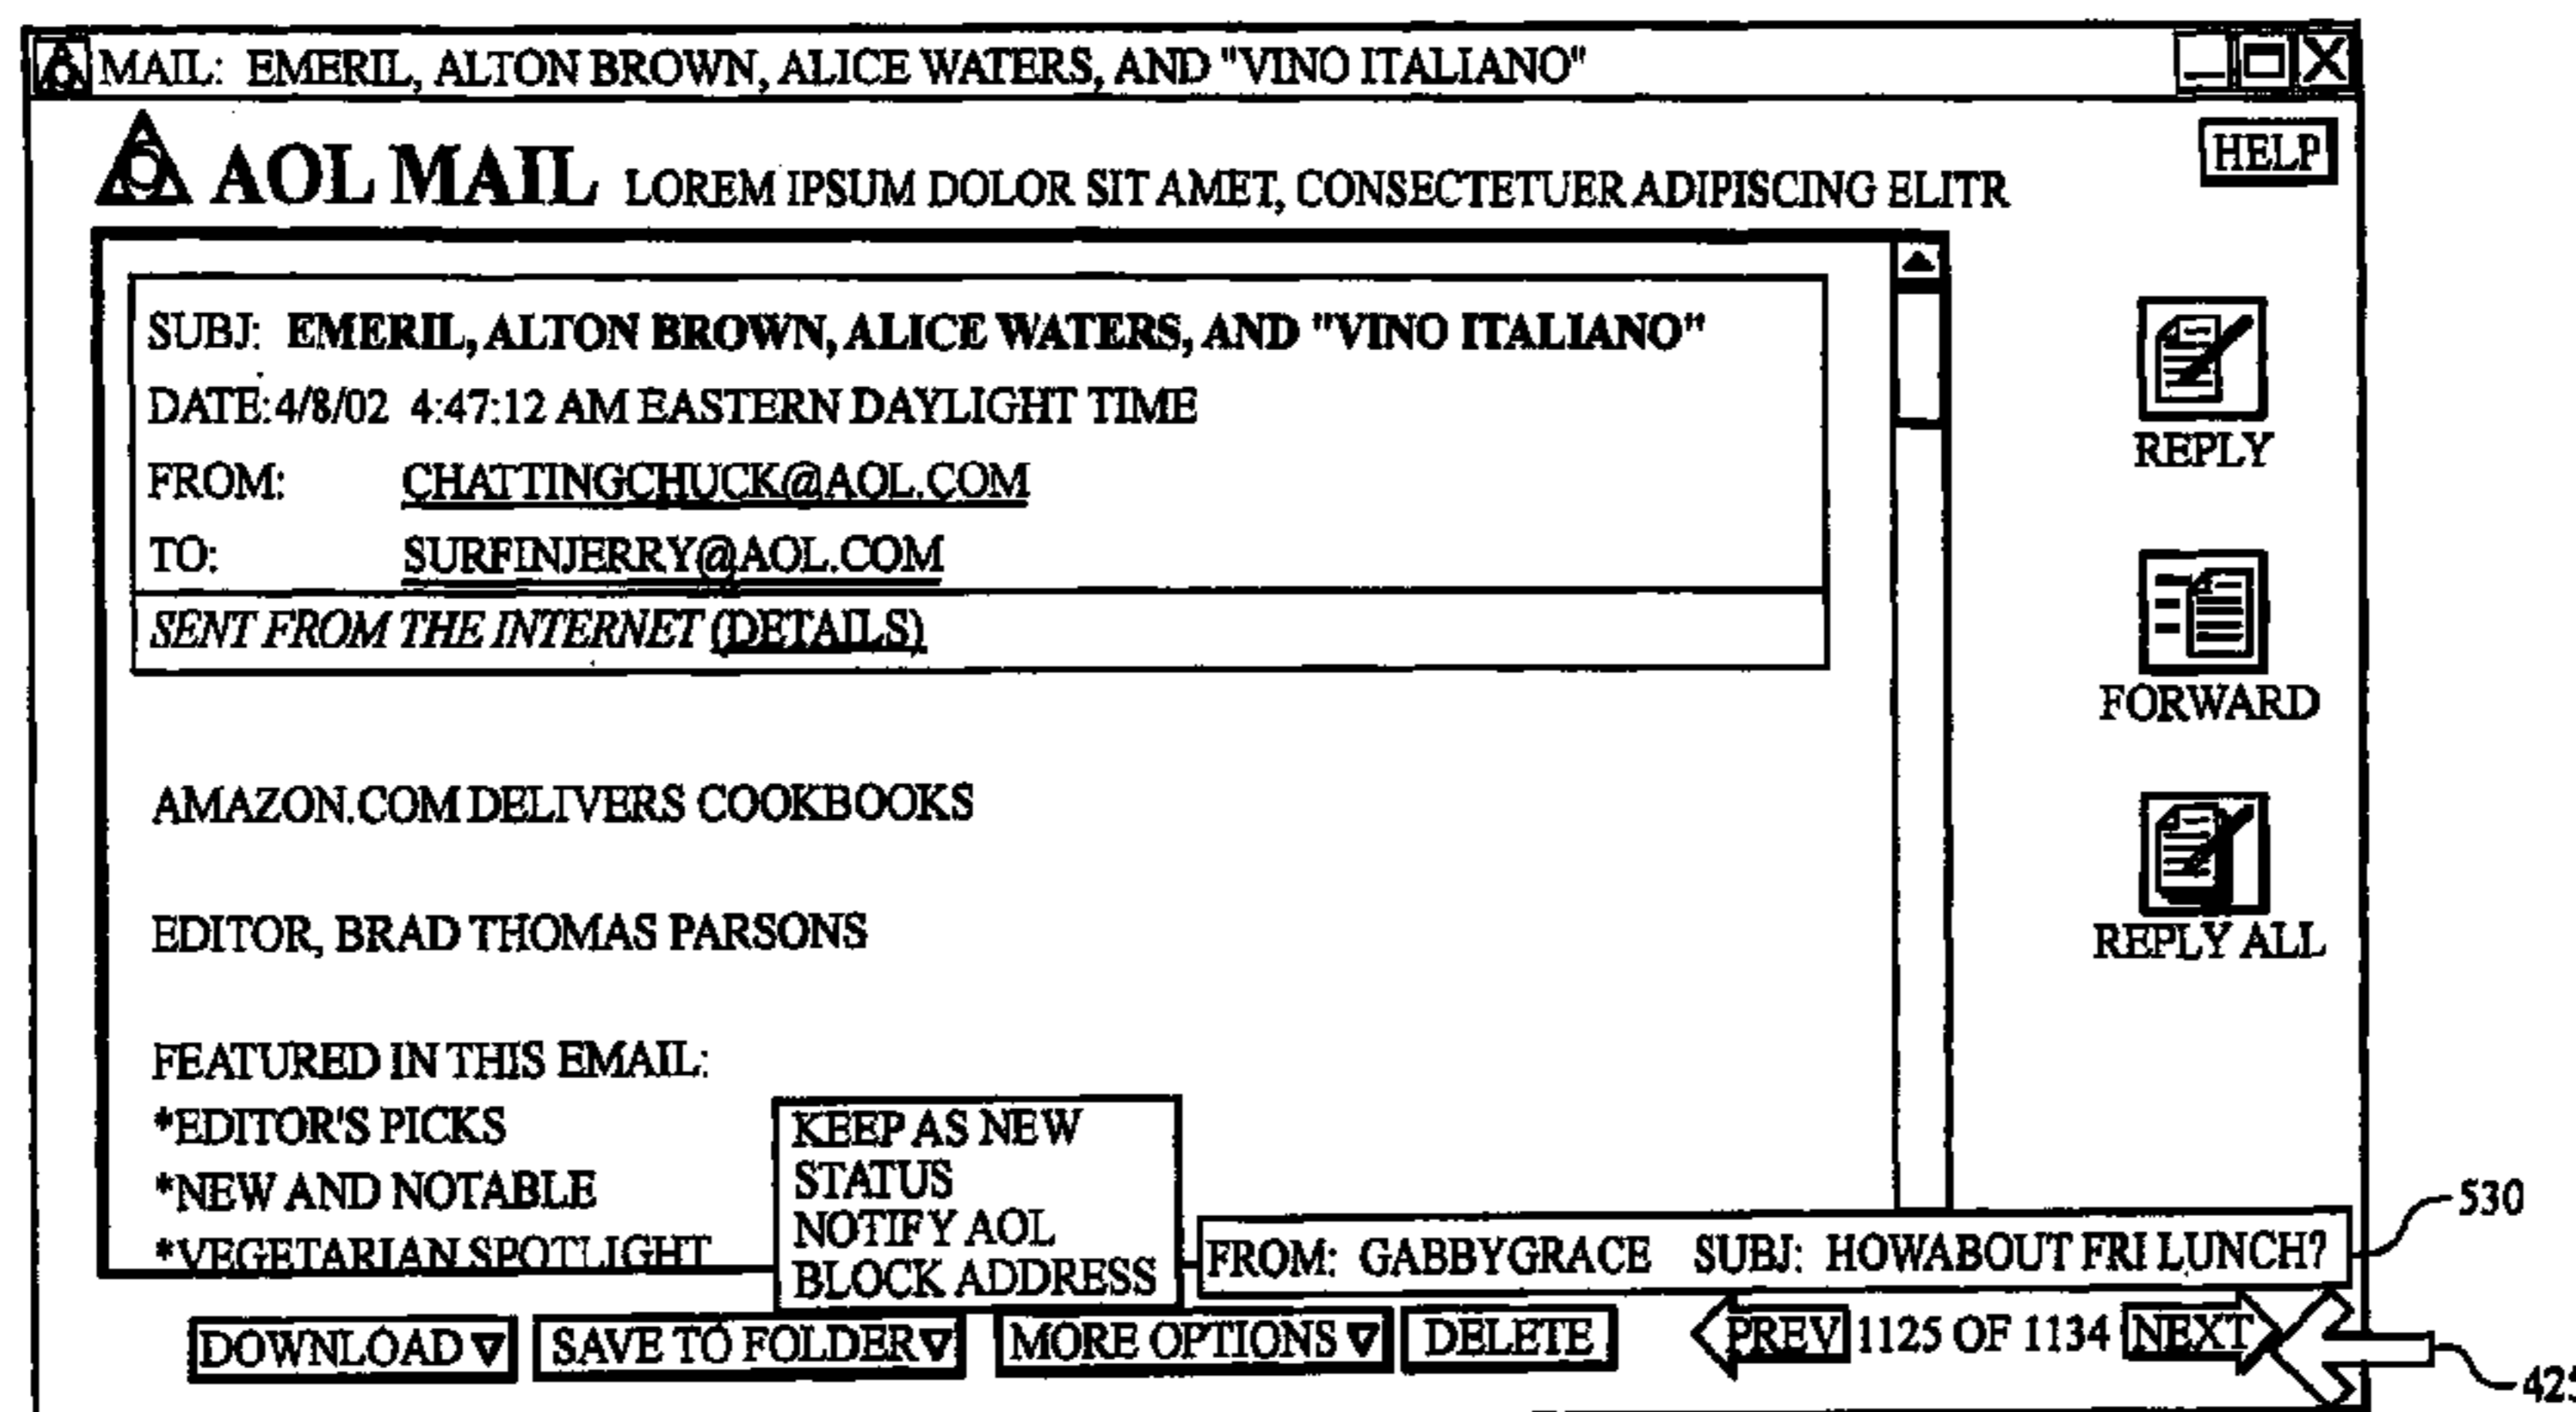 MAIL: EMERIL, ALTON BROWN, ALICE WATERS, AND "VINO ITALIANO"
HELP
AOL MAIL LOREM IPSUM DOLOR SIT AMET, CONSECTETUER ADIPISCING ELITR
SUBJ: EMERIL, ALTON BROWN, ALICE WATERS, AND "VINO ITALIANO"
DATE: 4/8/02 4:47:12 AM EASTERN DAYLIGHT TIME
FROM: CHATTINGCHUCK@AOL.COM
TO: SURFINJERRY@AOL.COM
SENT FROM THE INTERNET (DETAILS)
REPLY
FORWARD
REPLY ALL
AMAZON.COM DELIVERS COOKBOOKS
EDITOR, BRAD THOMAS PARSONS
FEATURED IN THIS EMAIL:
*EDITOR'S PICKS
*NEW AND NOTABLE
*VEGETARIAN SPOTLIGHT
KEEP AS NEW
STATUS
NOTIFY AOL
BLOCK ADDRESS
FROM: GABBYGRACE SUBJ: HOWABOUT FRI LUNCH?
530
DOWNLOAD SAVE TO FOLDER MORE OPTIONS DELETE PREV 1125 OF 1134 NEXT
425